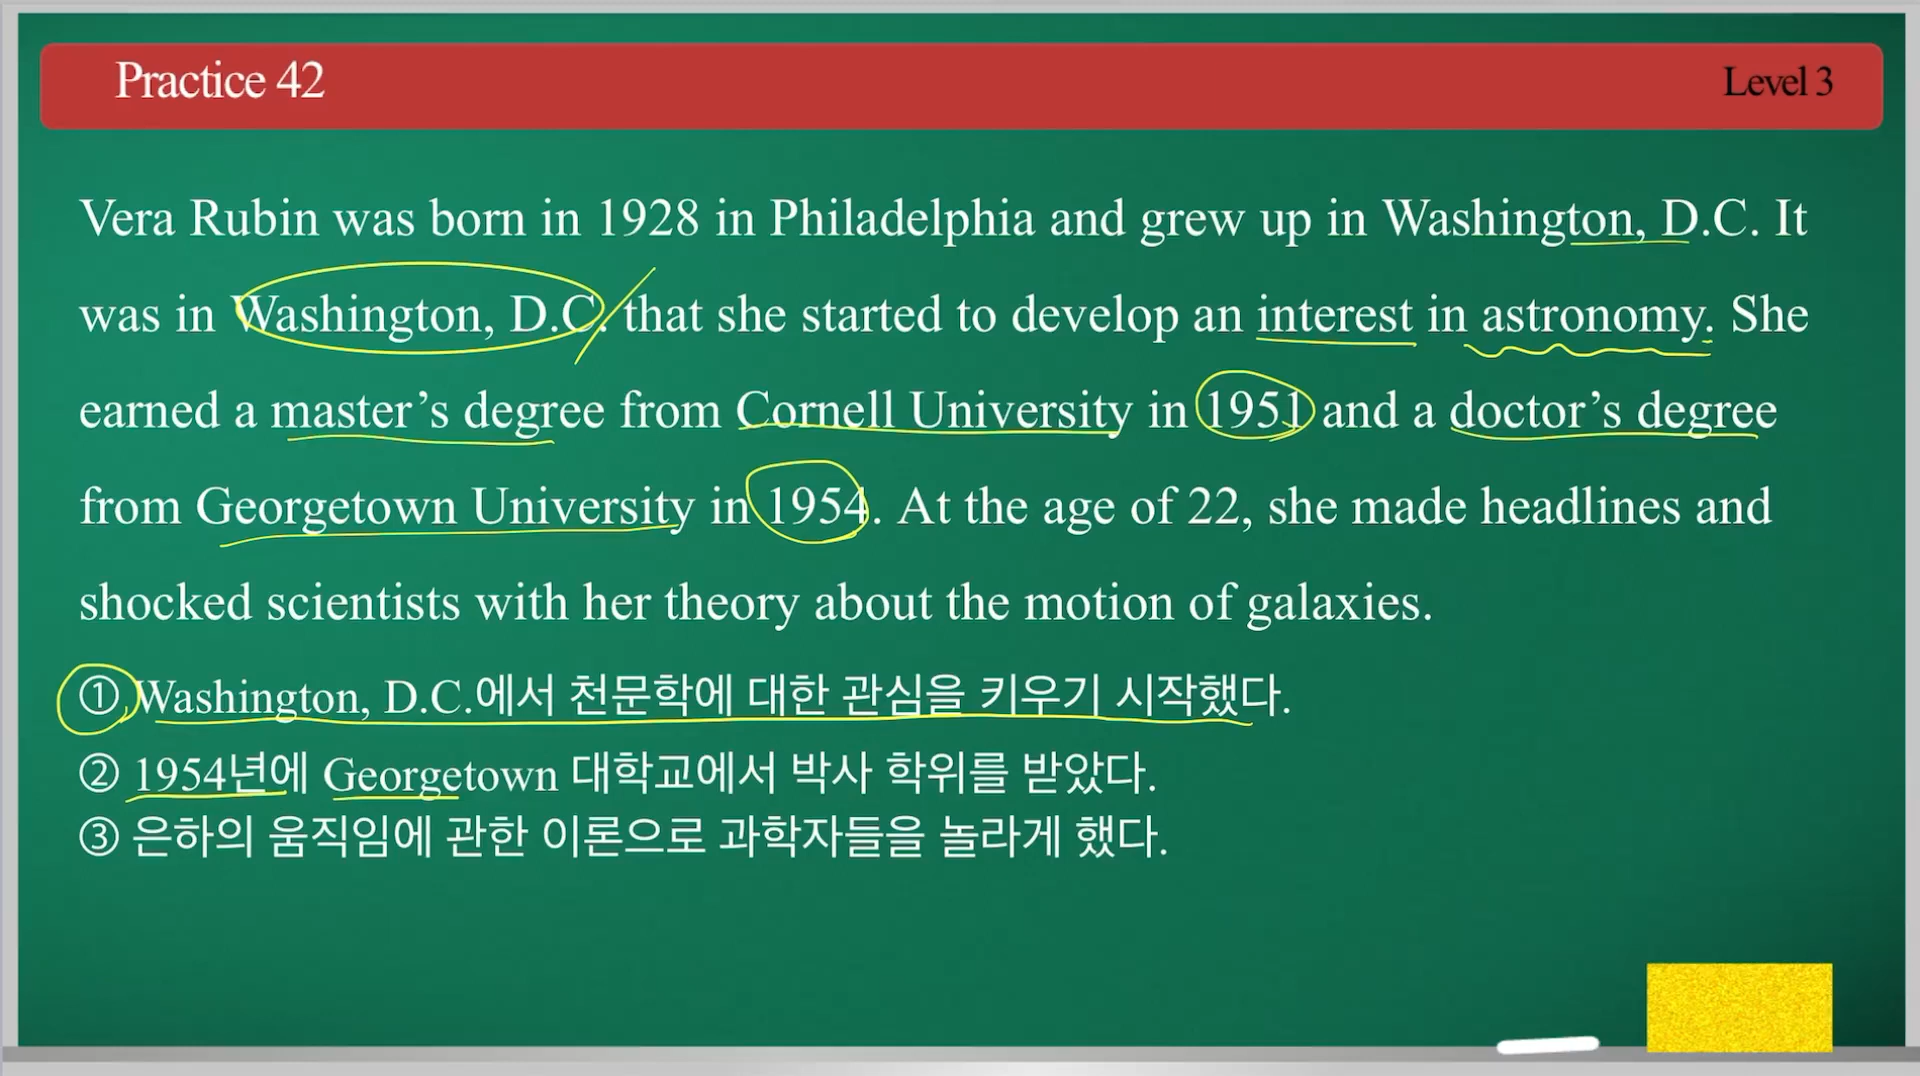 Practice 42
Level 3
Vera Rubin was born in 1928 in Philadelphia and grew up in Washington, D.C. It
was in Washington, D.C. that she started to develop an interest in astronomy. She
earned a master’s degree from Cornell University in 1951 and a doctor’s degree
from Georgetown University in 1954. At the age of 22, she made headlines and
shocked scientists with her theory about the motion of galaxies.
① Washington, D.C.에서 천문학에 대한 관심을 키우기 시작했다.
② 1954년에 Georgetown 대학교에서 박사 학위를 받았다.
③ 은하의 움직임에 관한 이론으로 과학자들을 놀라게 했다.